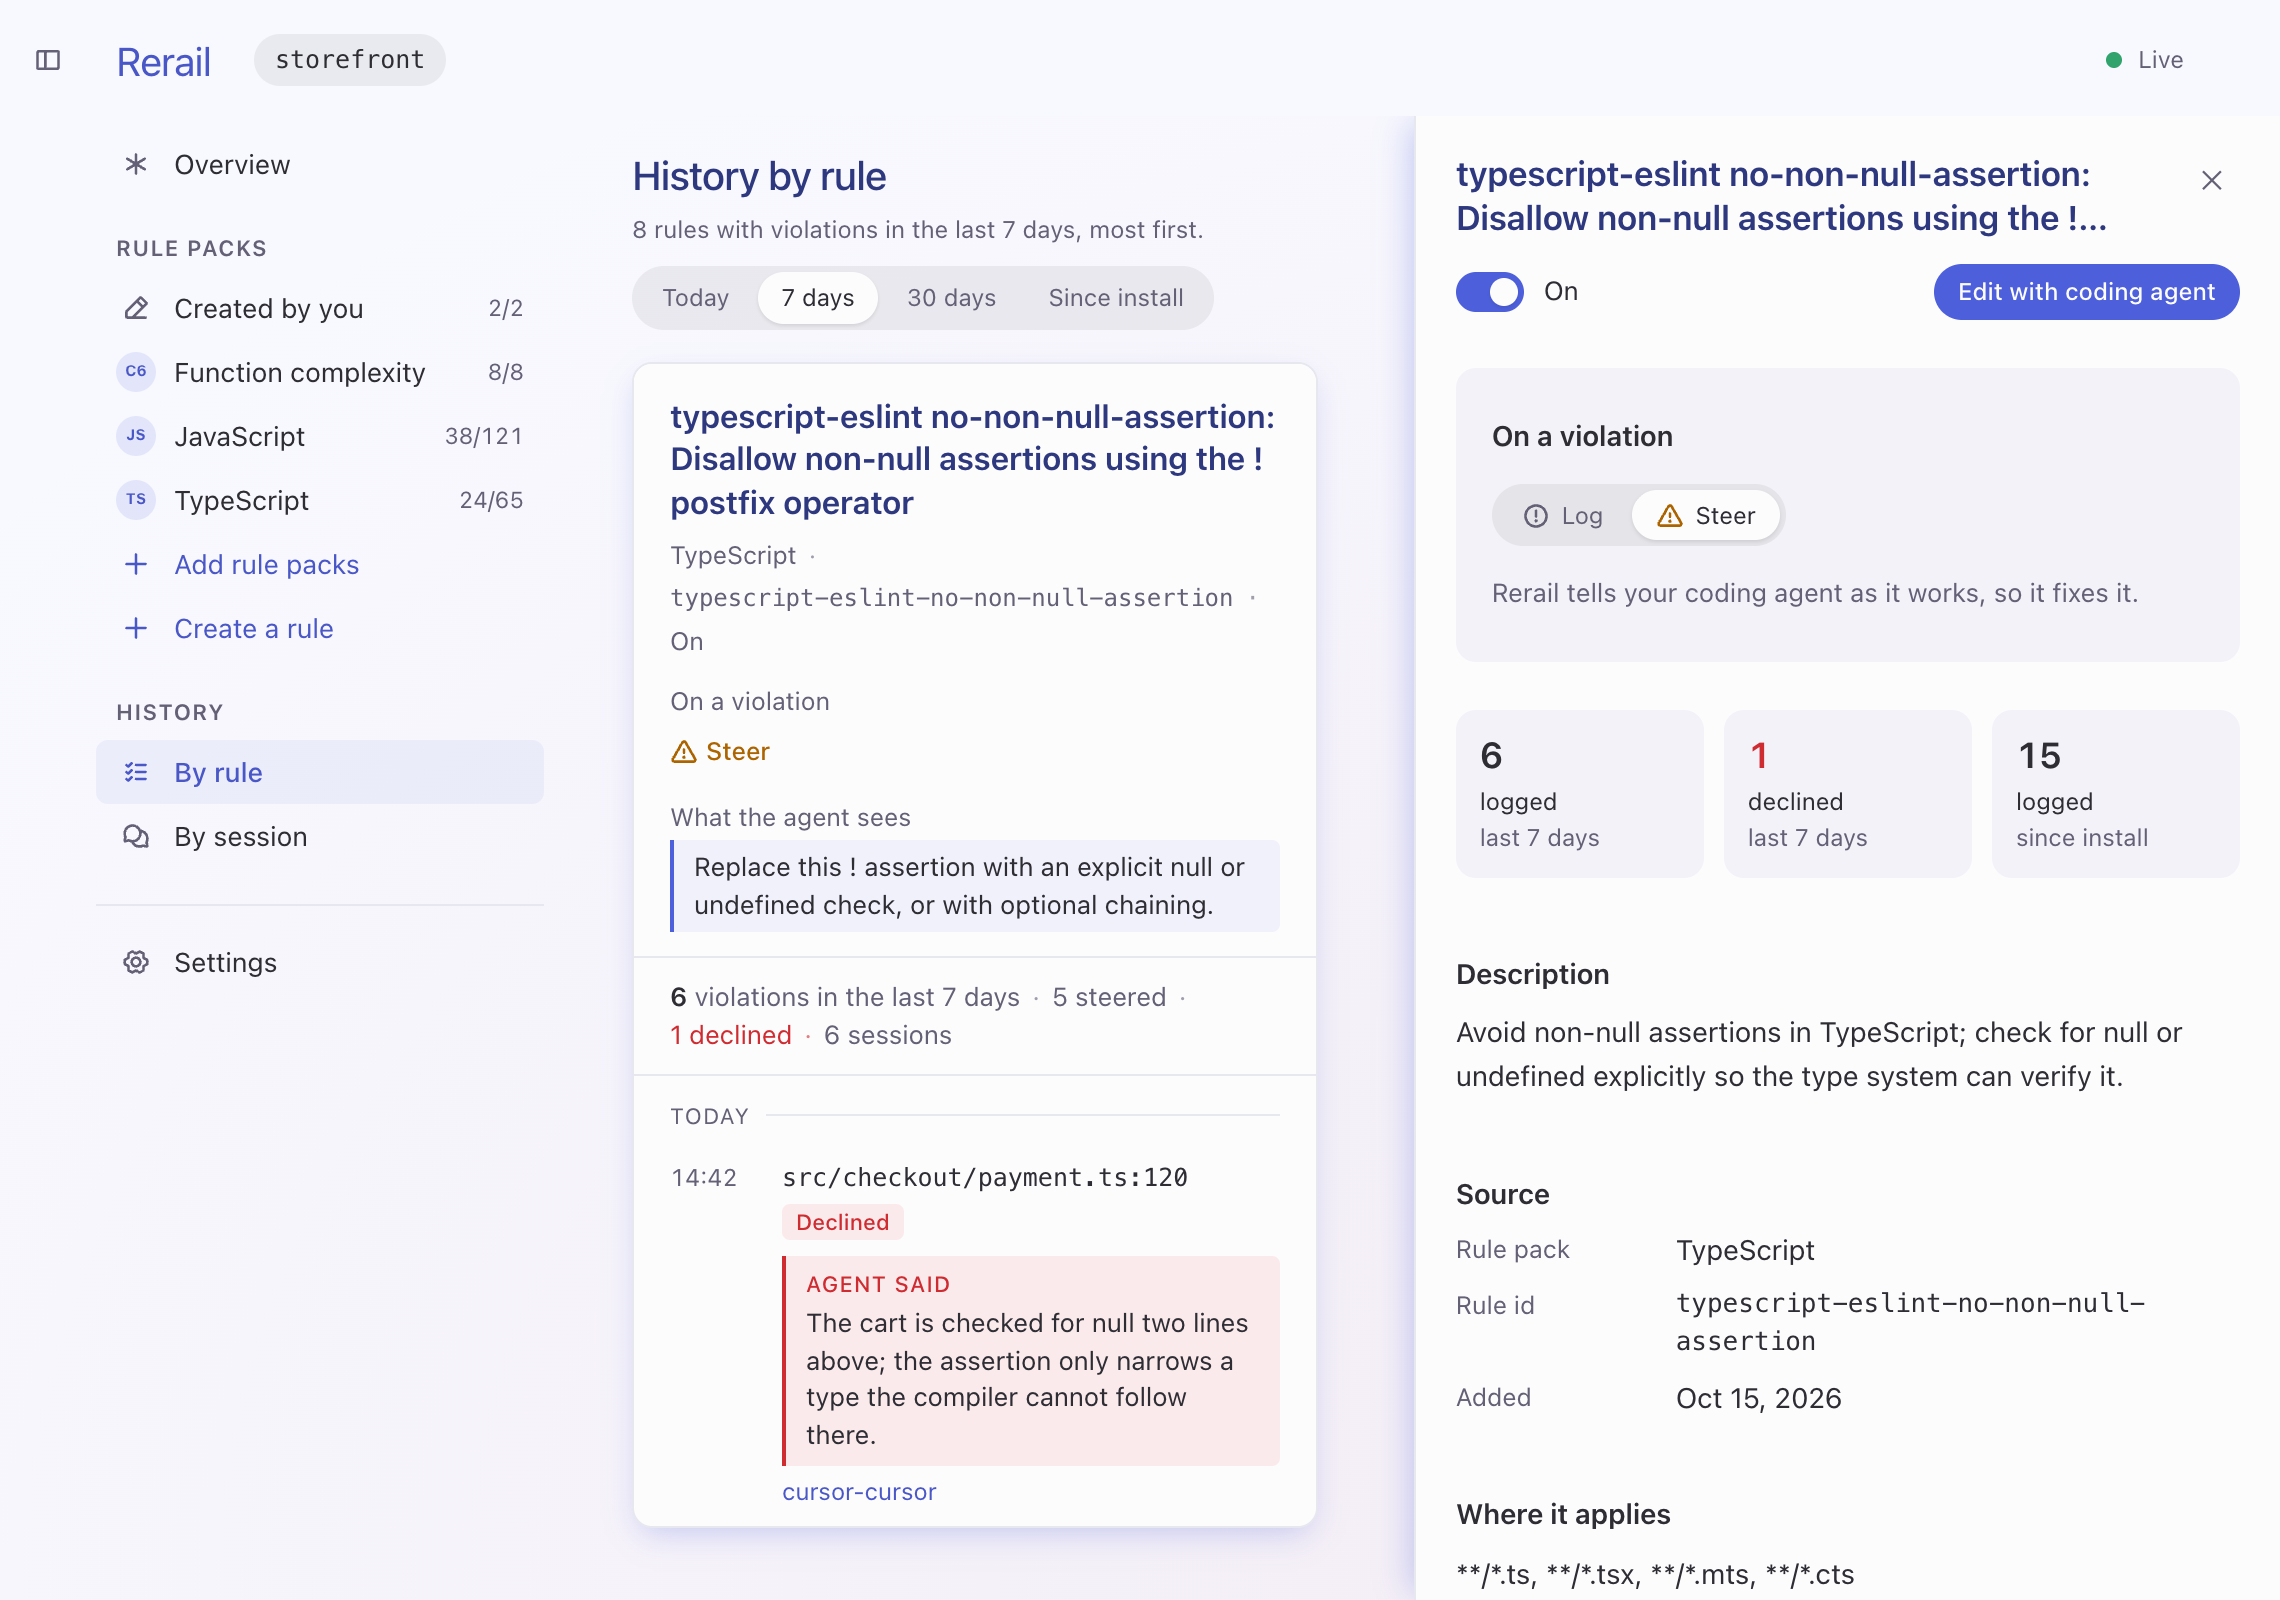 Rerail
storefront
Live
Overview
RULE PACKS
Created by you 2/2
C6 Function complexity 8/8
JS JavaScript 38/121
TS TypeScript 24/65
Add rule packs
Create a rule
HISTORY
By rule
By session
Settings
History by rule
8 rules with violations in the last 7 days, most first.
Today 7 days 30 days Since install
typescript-eslint no-non-null-assertion:
Disallow non-null assertions using the !
postfix operator
TypeScript ·
typescript-eslint-no-non-null-assertion ·
On
On a violation
Steer
What the agent sees
Replace this ! assertion with an explicit null or
undefined check, or with optional chaining.
6 violations in the last 7 days · 5 steered ·
1 declined · 6 sessions
TODAY
14:42 src/checkout/payment.ts:120
Declined
AGENT SAID
The cart is checked for null two lines
above; the assertion only narrows a
type the compiler cannot follow
there.
cursor-cursor
typescript-eslint no-non-null-assertion:
Disallow non-null assertions using the !...
On
Edit with coding agent
On a violation
Log Steer
Rerail tells your coding agent as it works, so it fixes it.
6
logged
last 7 days
1
declined
last 7 days
15
logged
since install
Description
Avoid non-null assertions in TypeScript; check for null or
undefined explicitly so the type system can verify it.
Source
Rule pack TypeScript
Rule id typescript-eslint-no-non-null-
assertion
Added Oct 15, 2026
Where it applies
**/*.ts, **/*.tsx, **/*.mts, **/*.cts